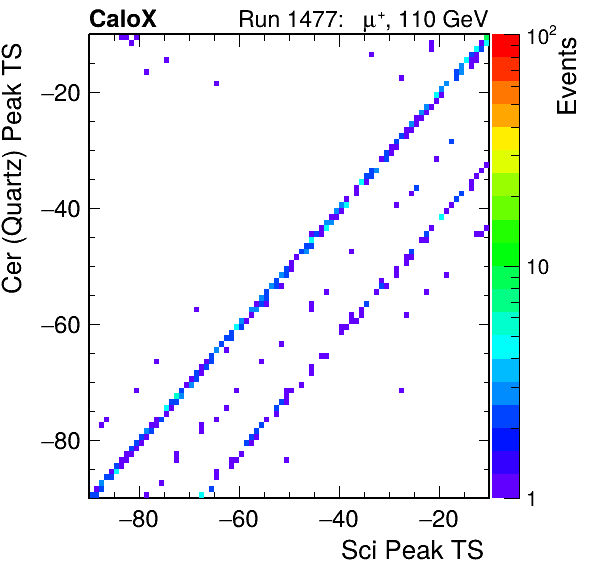 CaloX Run 1477: μ⁺, 110 GeV
Cer (Quartz) Peak TS
−20
−40
−60
−80
−80 −60 −40 −20
Sci Peak TS
10²
10
1
Events